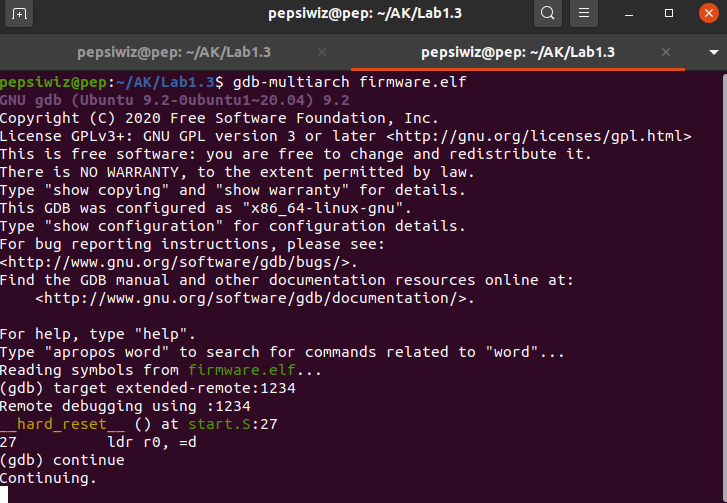 pepsiwiz@pep: ~/AK/Lab1.3
pepsiwiz@pep: ~/AK/Lab1.3
pepsiwiz@pep: ~/AK/Lab1.3
pepsiwiz@pep:~/AK/Lab1.3$ gdb-multiarch firmware.elf
GNU gdb (Ubuntu 9.2-0ubuntu1~20.04) 9.2
Copyright (C) 2020 Free Software Foundation, Inc.
License GPLv3+: GNU GPL version 3 or later <http://gnu.org/licenses/gpl.html>
This is free software: you are free to change and redistribute it.
There is NO WARRANTY, to the extent permitted by law.
Type "show copying" and "show warranty" for details.
This GDB was configured as "x86_64-linux-gnu".
Type "show configuration" for configuration details.
For bug reporting instructions, please see:
<http://www.gnu.org/software/gdb/bugs/>.
Find the GDB manual and other documentation resources online at:
    <http://www.gnu.org/software/gdb/documentation/>.

For help, type "help".
Type "apropos word" to search for commands related to "word"...
Reading symbols from firmware.elf...
(gdb) target extended-remote:1234
Remote debugging using :1234
__hard_reset__ () at start.S:27
27          ldr r0, =d
(gdb) continue
Continuing.